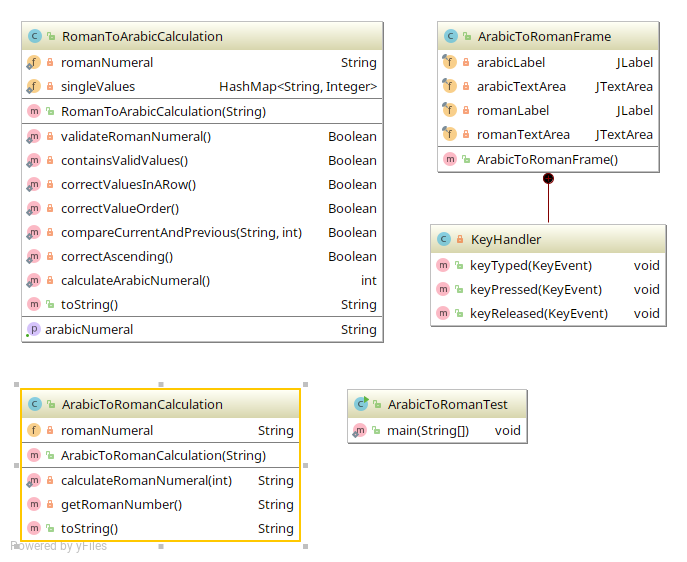 RomanToArabicCalculation
romanNumeral String
singleValues HashMap<String, Integer>
RomanToArabicCalculation(String)
validateRomanNumeral() Boolean
containsValidValues() Boolean
correctValuesInARow() Boolean
correctValueOrder() Boolean
compareCurrentAndPrevious(String, int) Boolean
correctAscending() Boolean
calculateArabicNumeral() int
toString() String
arabicNumeral String
ArabicToRomanFrame
arabicLabel JLabel
arabicTextArea JTextArea
romanLabel JLabel
romanTextArea JTextArea
ArabicToRomanFrame()
KeyHandler
keyTyped(KeyEvent) void
keyPressed(KeyEvent) void
keyReleased(KeyEvent) void
ArabicToRomanCalculation
romanNumeral String
ArabicToRomanCalculation(String)
calculateRomanNumeral(int) String
getRomanNumber() String
toString() String
ArabicToRomanTest
main(String[]) void
Powered by yFiles